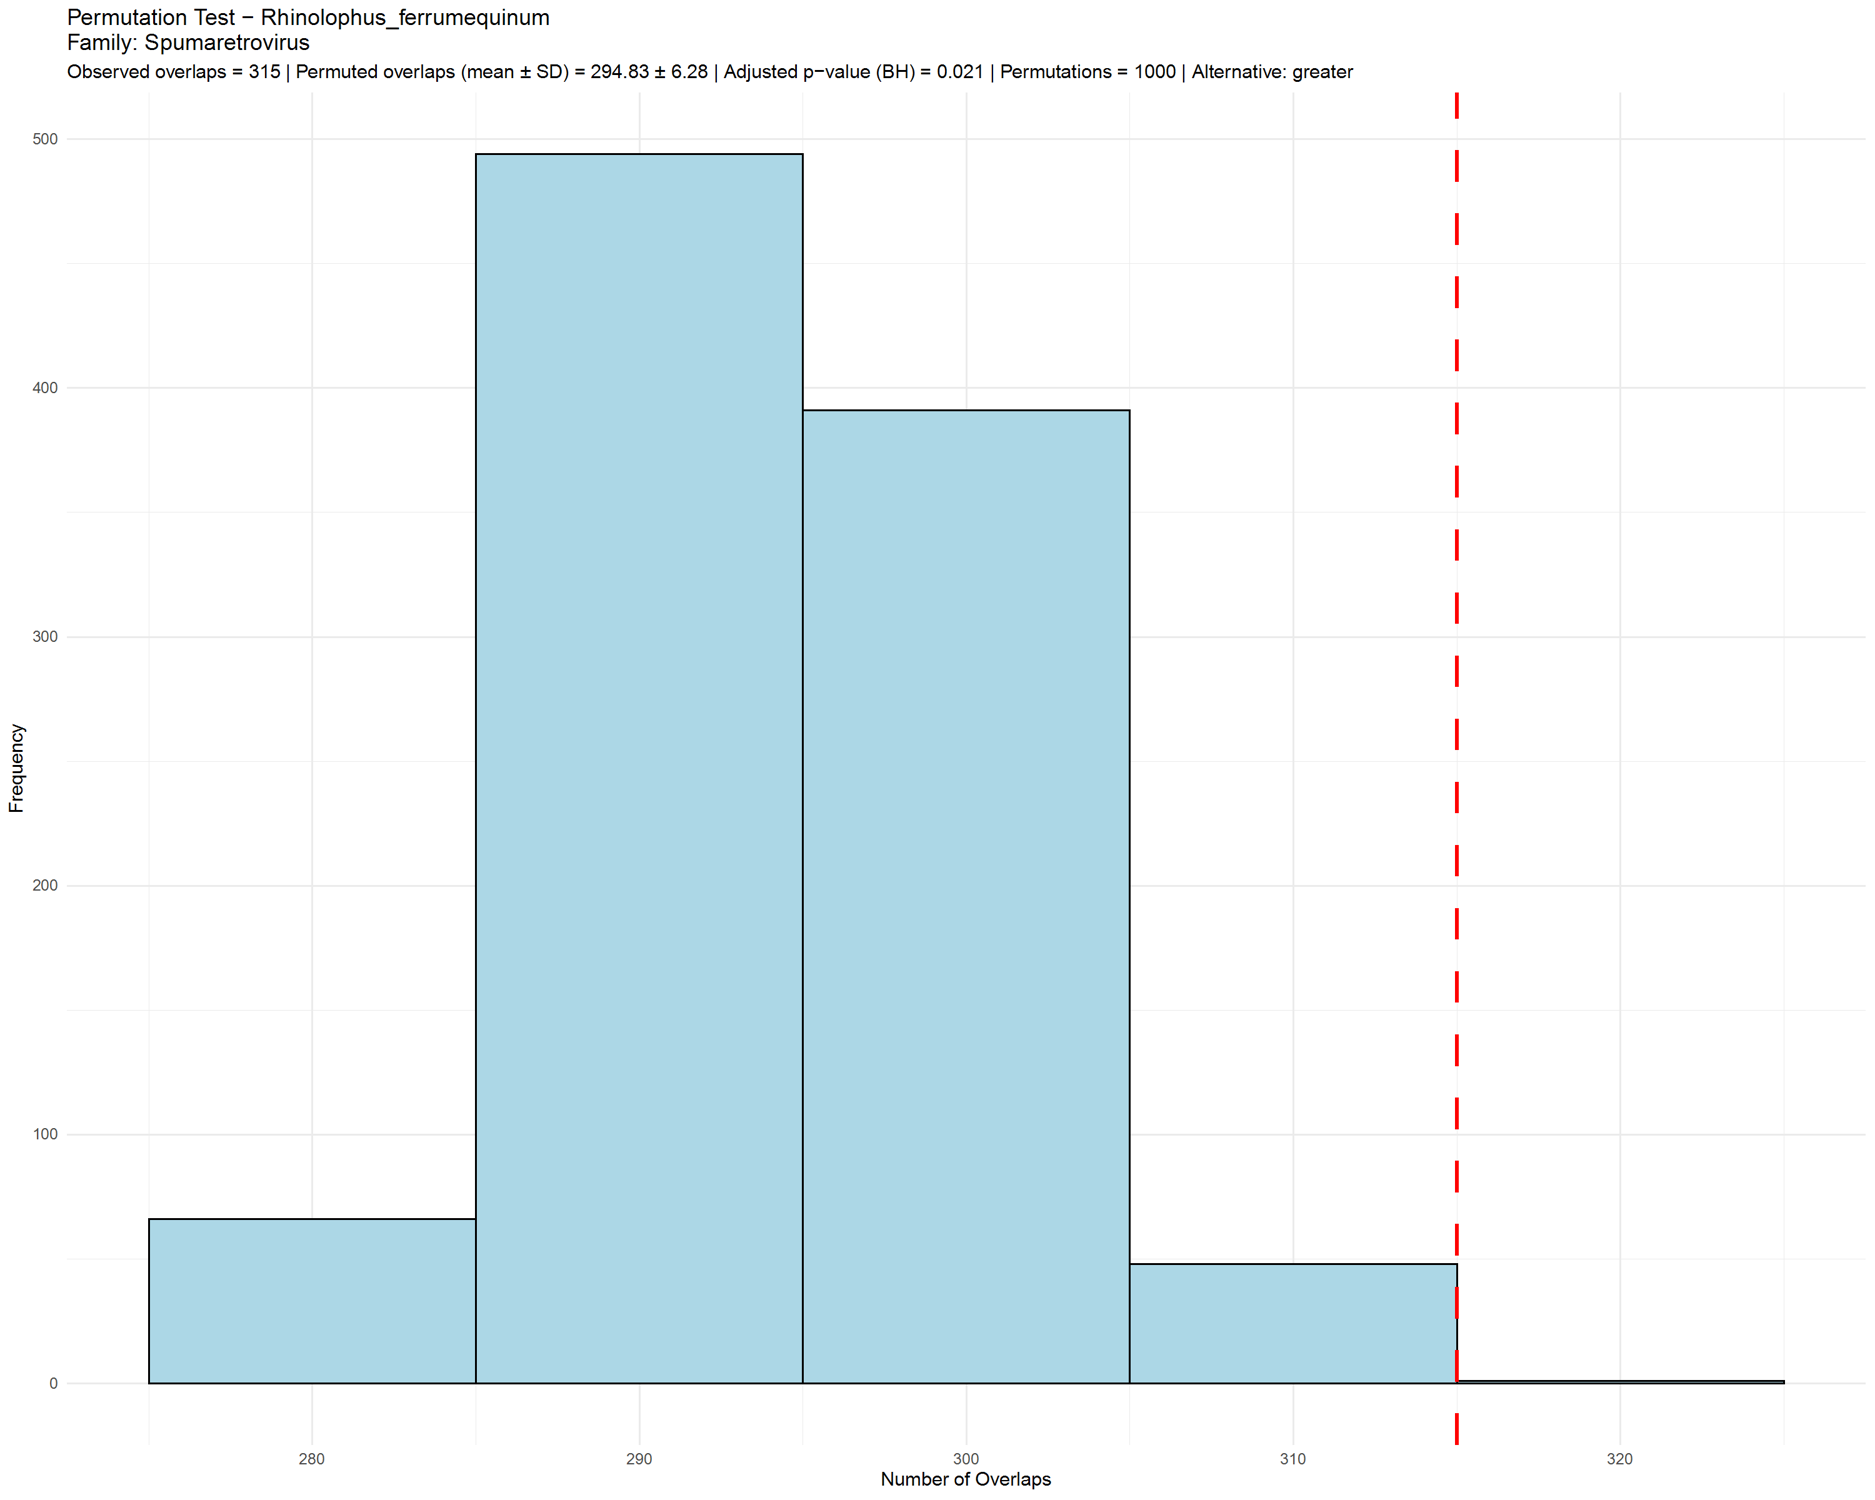 Permutation Test − Rhinolophus_ferrumequinum
Family: Spumaretrovirus
Observed overlaps = 315 | Permuted overlaps (mean ± SD) = 294.83 ± 6.28 | Adjusted p−value (BH) = 0.021 | Permutations = 1000 | Alternative: greater
500
400
300
200
100
0
Frequency
280 290 300 310 320
Number of Overlaps